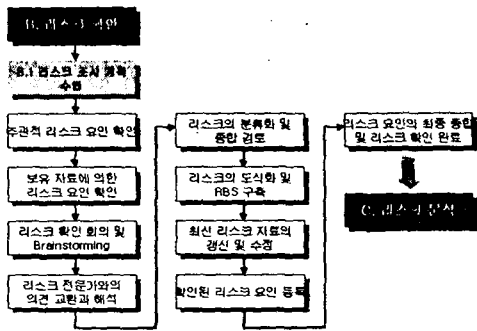 B. 리스크 확인
B.1 리스크 조사 계획
수립
주관적 리스크 요인 확인
보유 자료에 의한
리스크 요인 확인
리스크 확인 회의 및
Brainstorming
리스크 전문가와의
의견 교환과 해석
리스크의 분류화 및
종합 검토
리스크의 도식화 및
RBS 구축
최신 리스크 자료의
갱신 및 수정
확인된 리스크 요인 등록
리스크 요인의 최종 종합
및 리스크 확인 완료
C. 리스크 분석